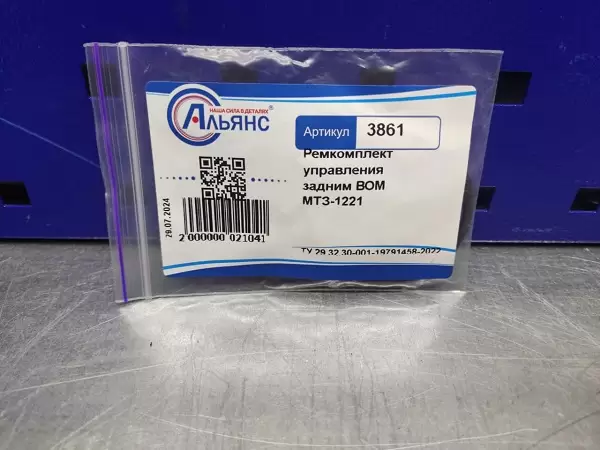 НАША СИЛА В ДЕТАЛЯХ
®
АЛЬЯНС
Артикул 3861
Ремкомплект
управления
задним ВОМ
МТЗ-1221
29.07.2024
2 000000 021041
ТУ 29.32.30-001-19791458-2022